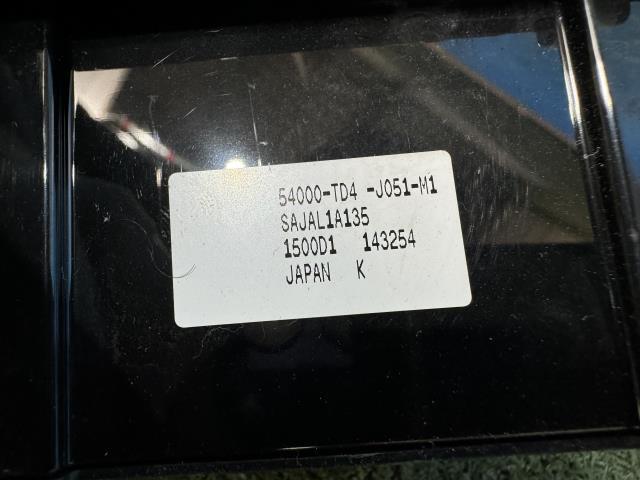 54000-TD4 -J051-M1
SAJAL1A135
1500D1 143254
JAPAN K